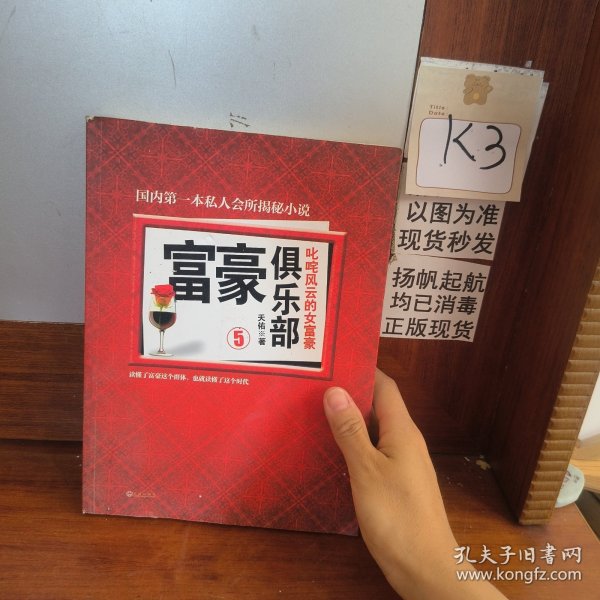 国内第一本私人会所揭秘小说
富豪
俱乐部
叱咤风云的女富豪
5
天佑※著
读懂了富豪这个群体,也就读懂了这个时代
Title
Date
K3
以图为准
现货秒发
扬帆起航
均已消毒
正版现货
孔夫子旧书网
www.kongfz.com